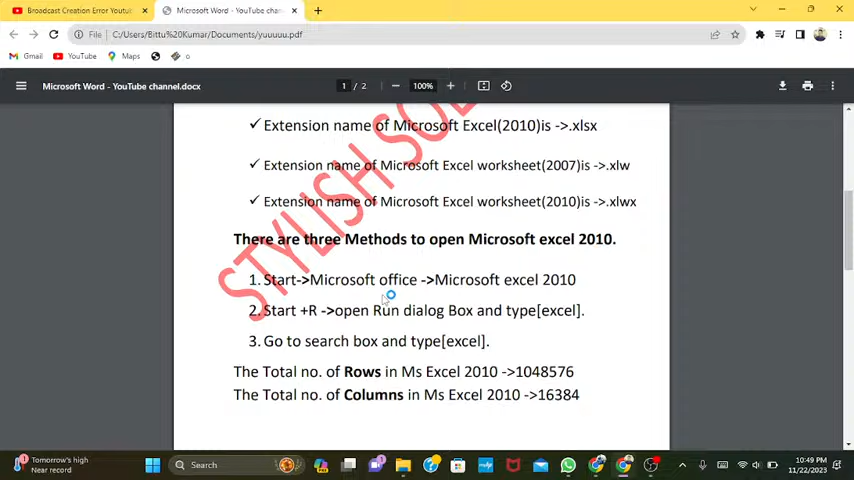 Broadcast Creation Error Youtub
Microsoft Word - YouTube chann
File
C:/Users/Bittu%20Kumar/Documents/yuuuuu.pdf
Gmail
YouTube
Maps
o
Microsoft Word - YouTube channel.docx
1 / 2
100%
✓ Extension name of Microsoft Excel(2010)is ->.xlsx
✓ Extension name of Microsoft Excel worksheet(2007)is ->.xlw
✓ Extension name of Microsoft Excel worksheet(2010)is ->.xlwx
There are three Methods to open Microsoft excel 2010.
1. Start->Microsoft office ->Microsoft excel 2010
2. Start +R ->open Run dialog Box and type[excel].
3. Go to search box and type[excel].
The Total no. of Rows in Ms Excel 2010 ->1048576
The Total no. of Columns in Ms Excel 2010 ->16384
STYLISH
Tomorrow's high
Near record
Search
10:49 PM
11/22/2023